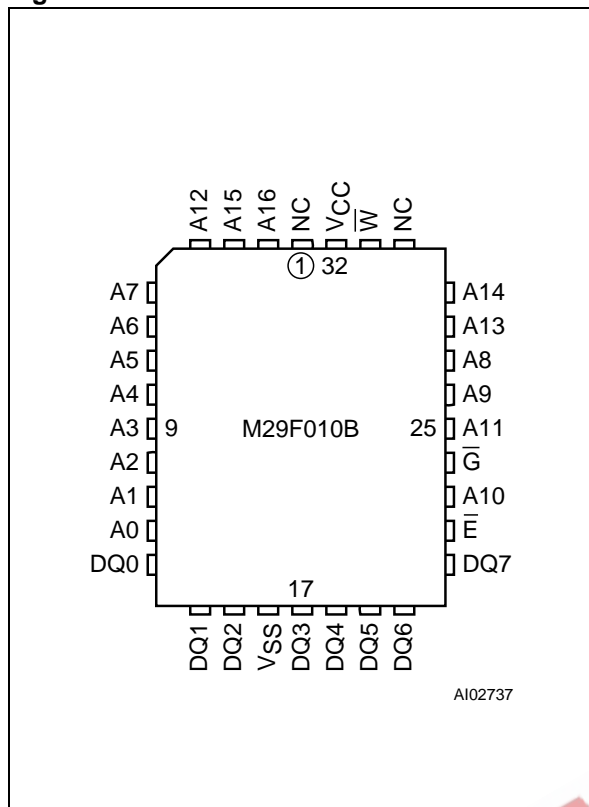 A12 A15 A16 NC VCC W NC
1 32
A7 A14
A6 A13
A5 A8
A4 A9
A3 9 M29F010B 25 A11
A2 G
A1 A10
A0 E
DQ0 DQ7
17
DQ1 DQ2 VSS DQ3 DQ4 DQ5 DQ6
AI02737